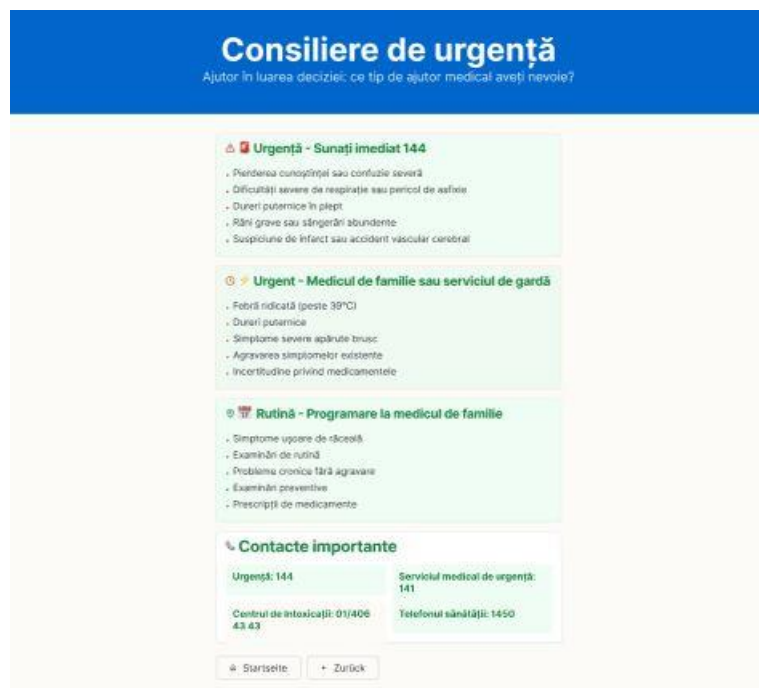 Consiliere de urgență
Ajutor în luarea deciziei: ce tip de ajutor medical aveți nevoie?
Urgență - Sunați imediat 144
• Pierderea cunoștinței sau confuzie severă
• Dificultăți severe de respirație sau pericol de asfixie
• Dureri puternice în piept
• Răni grave sau sângerări abundente
• Suspiciune de infarct sau accident vascular cerebral
Urgent - Medicul de familie sau serviciul de gardă
• Febră ridicată (peste 39°C)
• Dureri puternice
• Simptome severe apărute brusc
• Agravarea simptomelor existente
• Incertitudine privind medicamentele
Rutină - Programare la medicul de familie
• Simptome ușoare de răceală
• Examinări de rutină
• Probleme cronice fără agravare
• Examinări preventive
• Prescripții de medicamente
Contacte importante
Urgență: 144
Serviciul medical de urgență:
141
Centrul de intoxicații: 01/406
43 43
Telefonul sănătății: 1450
Startseite
Zurück